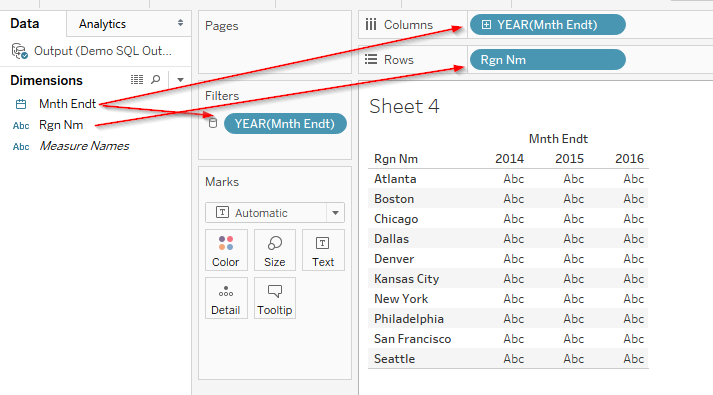 Data Analytics
Output (Demo SQL Out...
Dimensions
Mnth Endt
Abc Rgn Nm
Abc Measure Names
Pages
Filters
YEAR(Mnth Endt)
Marks
T Automatic
Color Size T Text
Detail Tooltip
Columns YEAR(Mnth Endt)
Rows Rgn Nm
Sheet 4
Mnth Endt
Rgn Nm 2014 2015 2016
Atlanta Abc Abc Abc
Boston Abc Abc Abc
Chicago Abc Abc Abc
Dallas Abc Abc Abc
Denver Abc Abc Abc
Kansas City Abc Abc Abc
New York Abc Abc Abc
Philadelphia Abc Abc Abc
San Francisco Abc Abc Abc
Seattle Abc Abc Abc